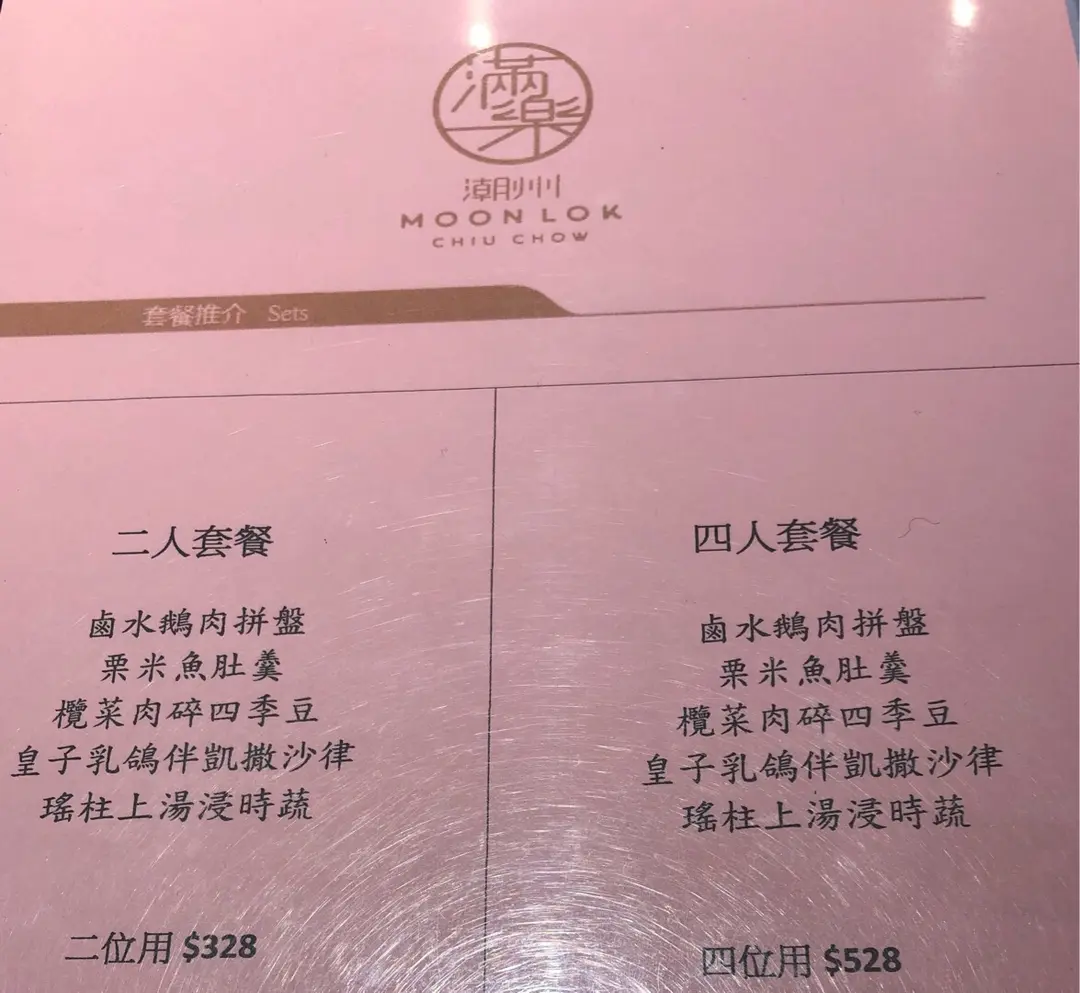 滿樂
潮州
MOON LOK
CHIU CHOW
套餐推介 Sets
二人套餐
鹵水鵝肉拼盤
栗米魚肚羹
欖菜肉碎四季豆
皇子乳鴿伴凱撒沙律
瑤柱上湯浸時蔬
二位用 $328
四人套餐
鹵水鵝肉拼盤
栗米魚肚羹
欖菜肉碎四季豆
皇子乳鴿伴凱撒沙律
瑤柱上湯浸時蔬
四位用 $528